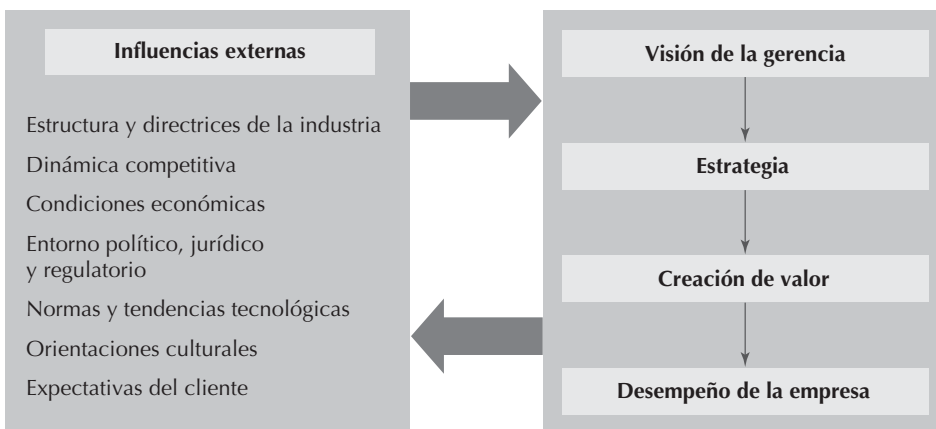 Influencias externas
Estructura y directrices de la industria
Dinámica competitiva
Condiciones económicas
Entorno político, jurídico
y regulatorio
Normas y tendencias tecnológicas
Orientaciones culturales
Expectativas del cliente
Visión de la gerencia
Estrategia
Creación de valor
Desempeño de la empresa